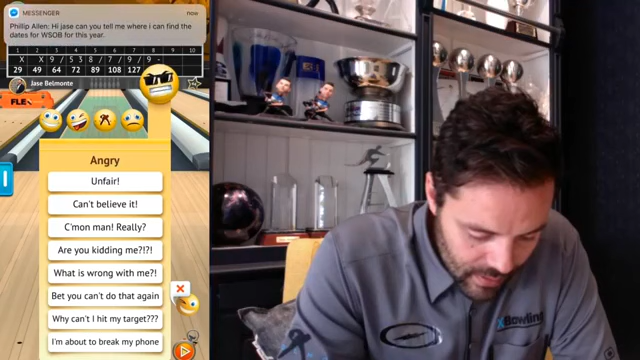 MESSENGER
now
Phillip Allen: Hi jase can you tell me where i can find the
dates for WSOB for this year.
1 2 3 4 5 6 7 8 9 10
X X 9 / 5 3 8 / 7 / 9 / 9 -
29 49 64 72 89 108 127
Jase Belmonte
FLE
Angry
Unfair!
Can't believe it!
C'mon man! Really?
Are you kidding me?!?!
What is wrong with me?!
Bet you can't do that again
Why can't I hit my target???
I'm about to break my phone
XBowling